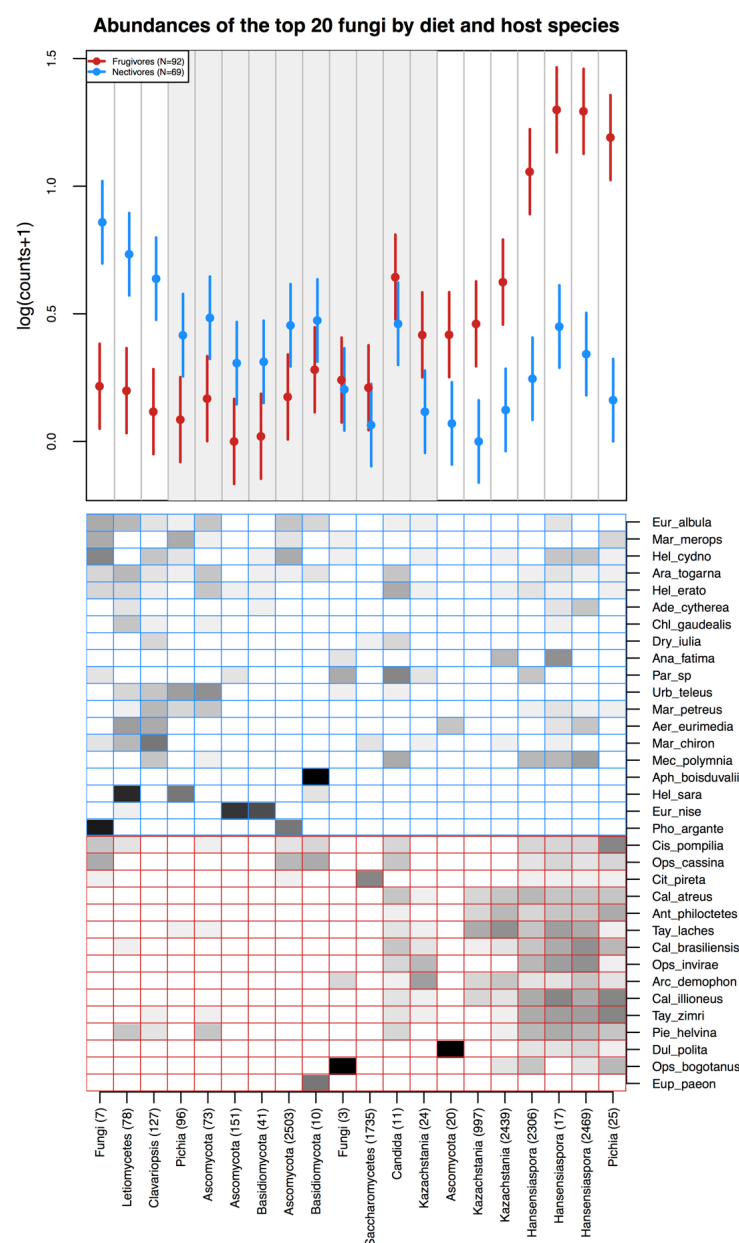 Abundances of the top 20 fungi by diet and host species
Frugivores (N=92)
Nectivores (N=69)
log(counts+1)
1.5
1.0
0.5
0.0
Eur_albula
Mar_merops
Hel_cydno
Ara_togarna
Hel_erato
Ade_cytherea
Chl_gaudealis
Dry_iulia
Ana_fatima
Par_sp
Urb_teleus
Mar_petreus
Aer_eurimedia
Mar_chiron
Mec_polymnia
Aph_boisduvalii
Hel_sara
Eur_nise
Pho_argante
Cis_pompilia
Ops_cassina
Cit_pireta
Cal_atreus
Ant_philoctetes
Tay_laches
Cal_brasiliensis
Ops_invirae
Arc_demophon
Cal_illioneus
Tay_zimri
Pie_helvina
Dul_polita
Ops_bogotanus
Eup_paeon
Fungi (7)
Letiomycetes (78)
Clavariopsis (127)
Pichia (96)
Ascomycota (73)
Ascomycota (151)
Basidiomycota (41)
Ascomycota (2503)
Basidiomycota (10)
Fungi (3)
Saccharomycetes (1735)
Candida (11)
Kazachstania (24)
Ascomycota (20)
Kazachstania (997)
Kazachstania (2439)
Hansensiaspora (2306)
Hansensiaspora (17)
Hansensiaspora (2469)
Pichia (25)